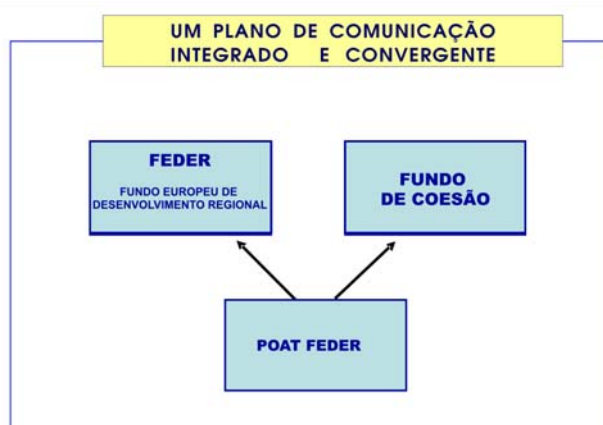 UM PLANO DE COMUNICAÇÃO
INTEGRADO E CONVERGENTE
FEDER
FUNDO EUROPEU DE
DESENVOLVIMENTO REGIONAL
FUNDO
DE COESÃO
POAT FEDER